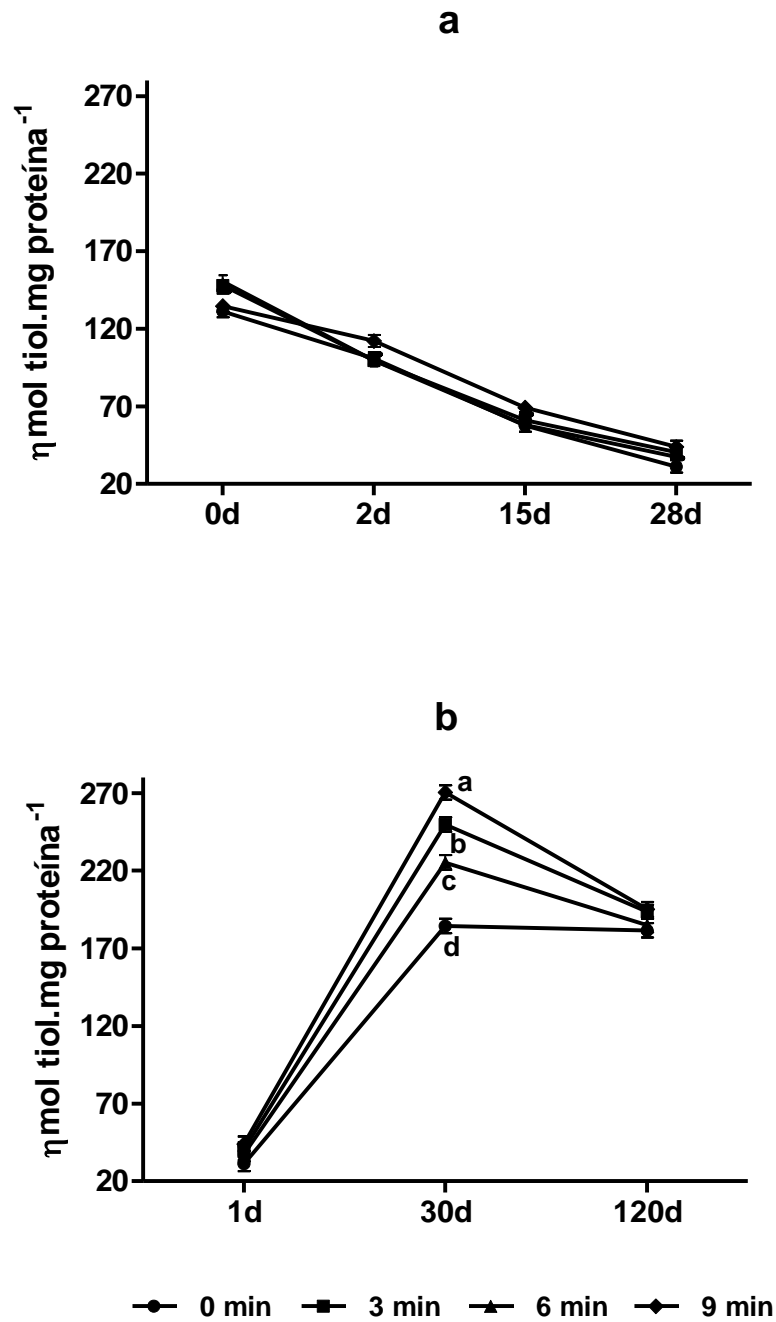 a
ηmol tiol.mg proteína-1
270
220
170
120
70
20
0d 2d 15d 28d
b
ηmol tiol.mg proteína-1
270
220
170
120
70
20
a
b
c
d
1d 30d 120d
0 min 3 min 6 min 9 min